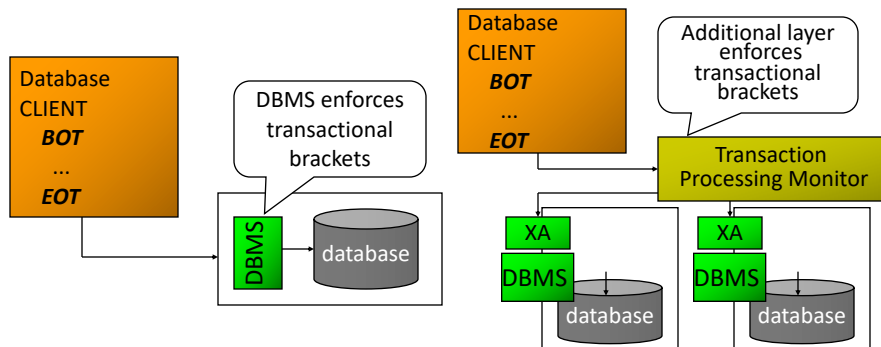 Database
CLIENT
BOT
...
EOT
DBMS enforces
transactional
brackets
DBMS
database
Database
CLIENT
BOT
...
EOT
Additional layer
enforces
transactional
brackets
Transaction
Processing Monitor
XA
DBMS
database
XA
DBMS
database